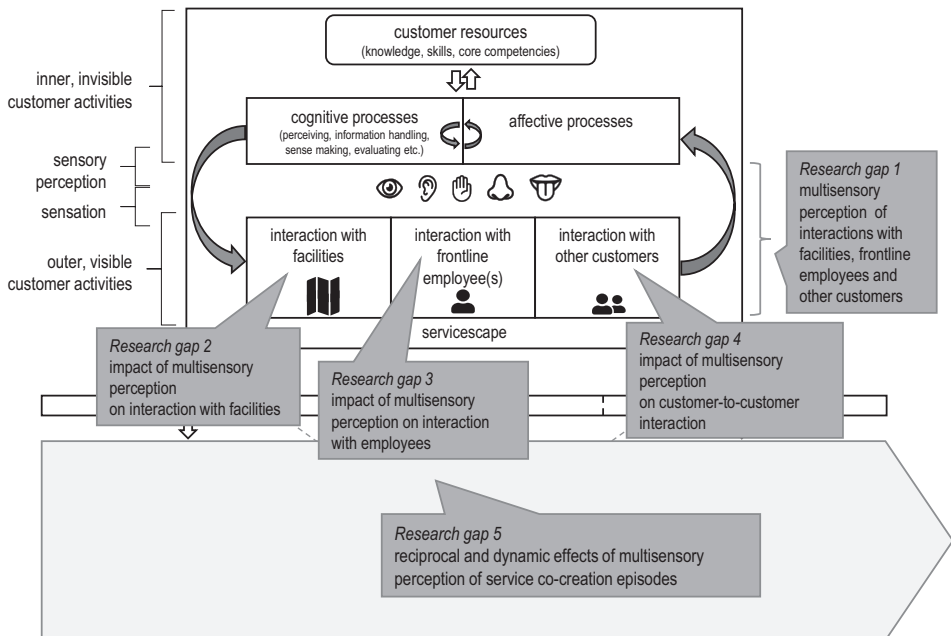 customer resources
(knowledge, skills, core competencies)
inner, invisible
customer activities
cognitive processes
(perceiving, information handling,
sense making, evaluating etc.)
affective processes
sensory
perception
sensation
outer, visible
customer activities
interaction with
facilities
interaction with
frontline
employee(s)
interaction with
other customers
servicescape
Research gap 1
multisensory
perception of
interactions with
facilities, frontline
employees and
other customers
Research gap 2
impact of multisensory
perception
on interaction with facilities
Research gap 3
impact of multisensory
perception on interaction
with employees
Research gap 4
impact of multisensory
perception
on customer-to-customer
interaction
Research gap 5
reciprocal and dynamic effects of multisensory
perception of service co-creation episodes